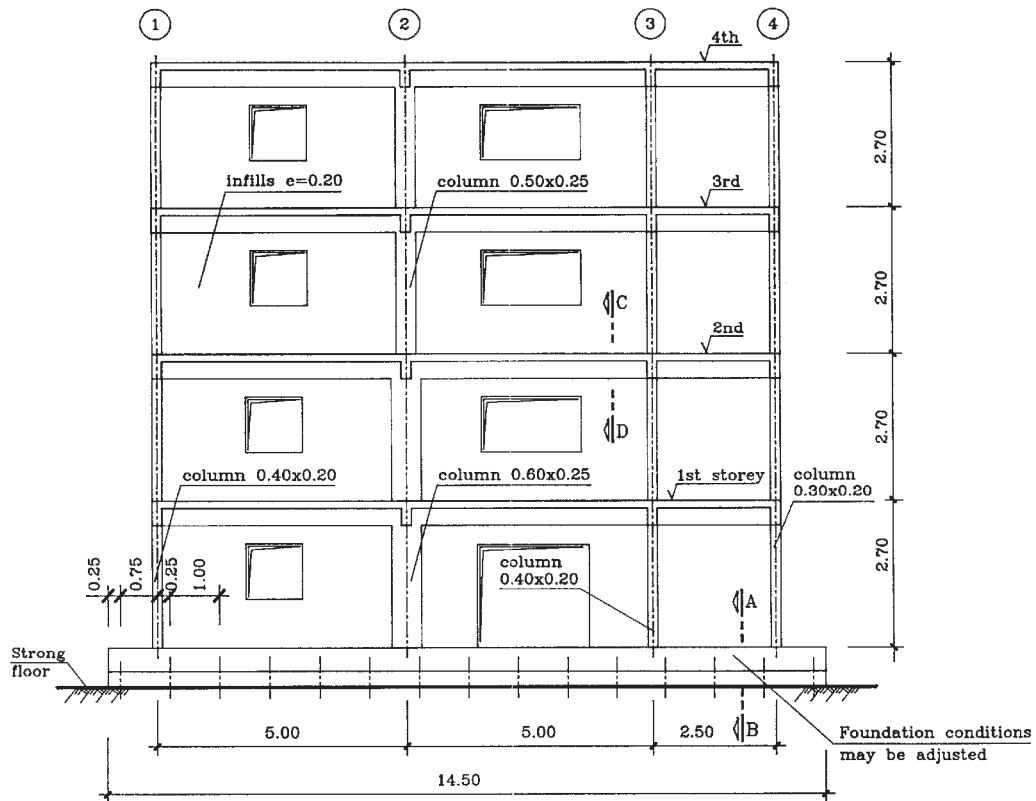 1 2 3 4
4th
infills e=0.20
column 0.50x0.25
3rd
2.70
C
2nd
2.70
D
column 0.40x0.20
column 0.60x0.25
1st storey
column
0.30x0.20
2.70
0.25 0.75 0.25 1.00
column
0.40x0.20
A
2.70
Strong
floor
5.00 5.00 2.50
B
Foundation conditions
may be adjusted
14.50